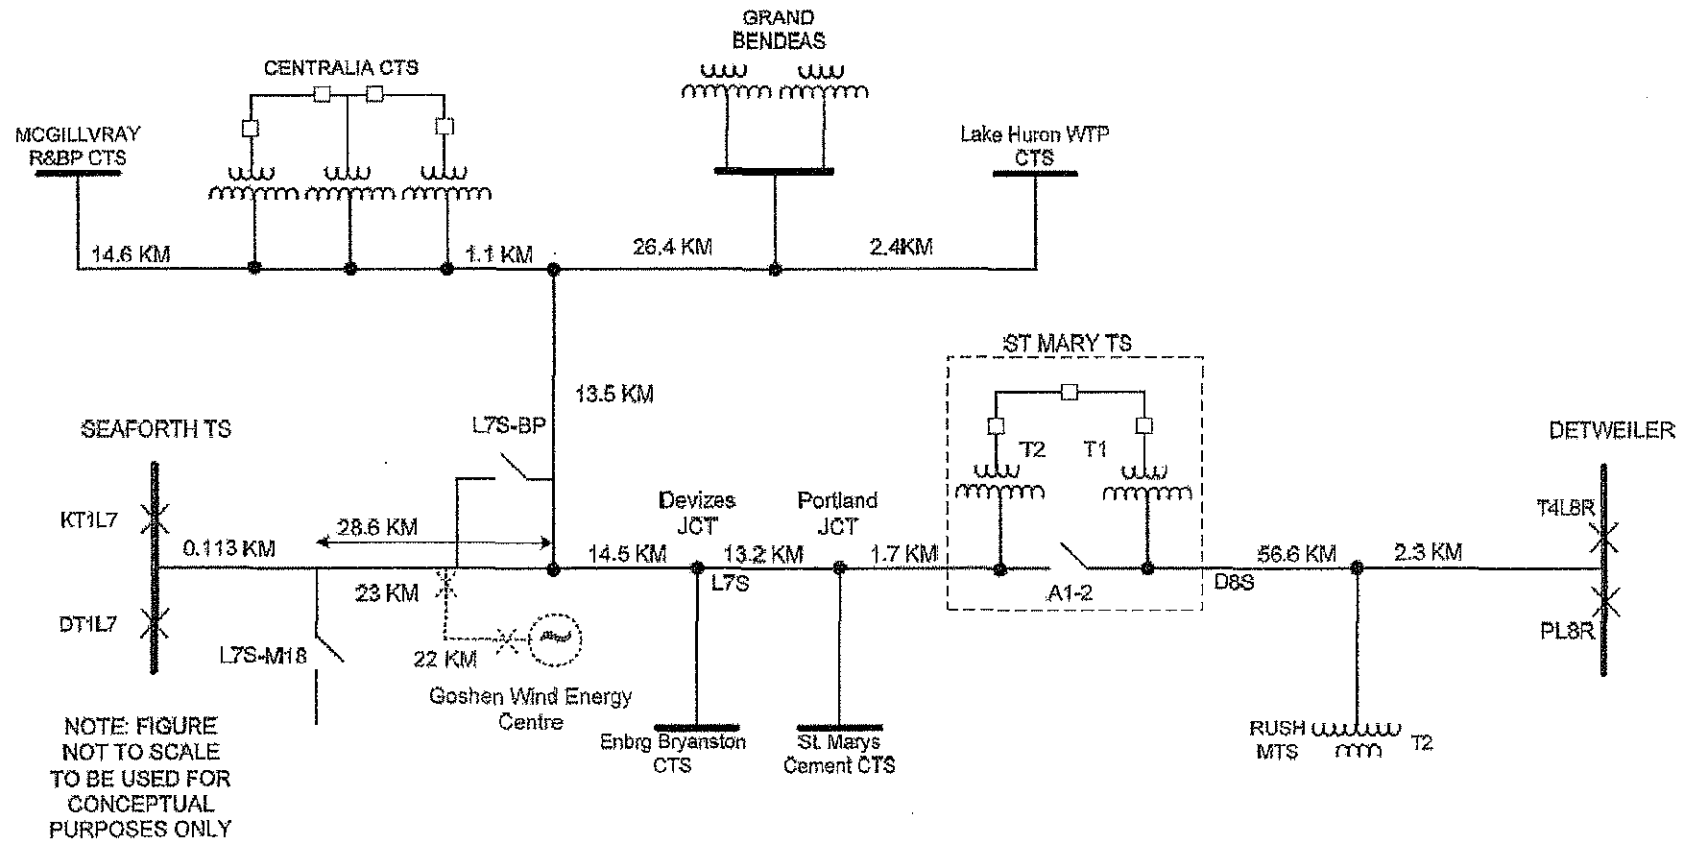 GRAND
BENDEAS
CENTRALIA CTS
MCGILLVRAY
R&BP CTS
Lake Huron WTP
CTS
14.6 KM
1.1 KM
26.4 KM
2.4KM
ST MARY TS
13.5 KM
L7S-BP
SEAFORTH TS
T2
T1
DETWEILER
KT1L7
28.6 KM
Devizes
JCT
Portland
JCT
T4L8R
0.113 KM
14.5 KM
13.2 KM
1.7 KM
56.6 KM
2.3 KM
L7S
D8S
23 KM
A1-2
DT1L7
L7S-M18
22 KM
PL8R
Goshen Wind Energy
Centre
NOTE: FIGURE
NOT TO SCALE
TO BE USED FOR
CONCEPTUAL
PURPOSES ONLY
Enbrg Bryanston
CTS
St. Marys
Cement CTS
RUSH
MTS
T2